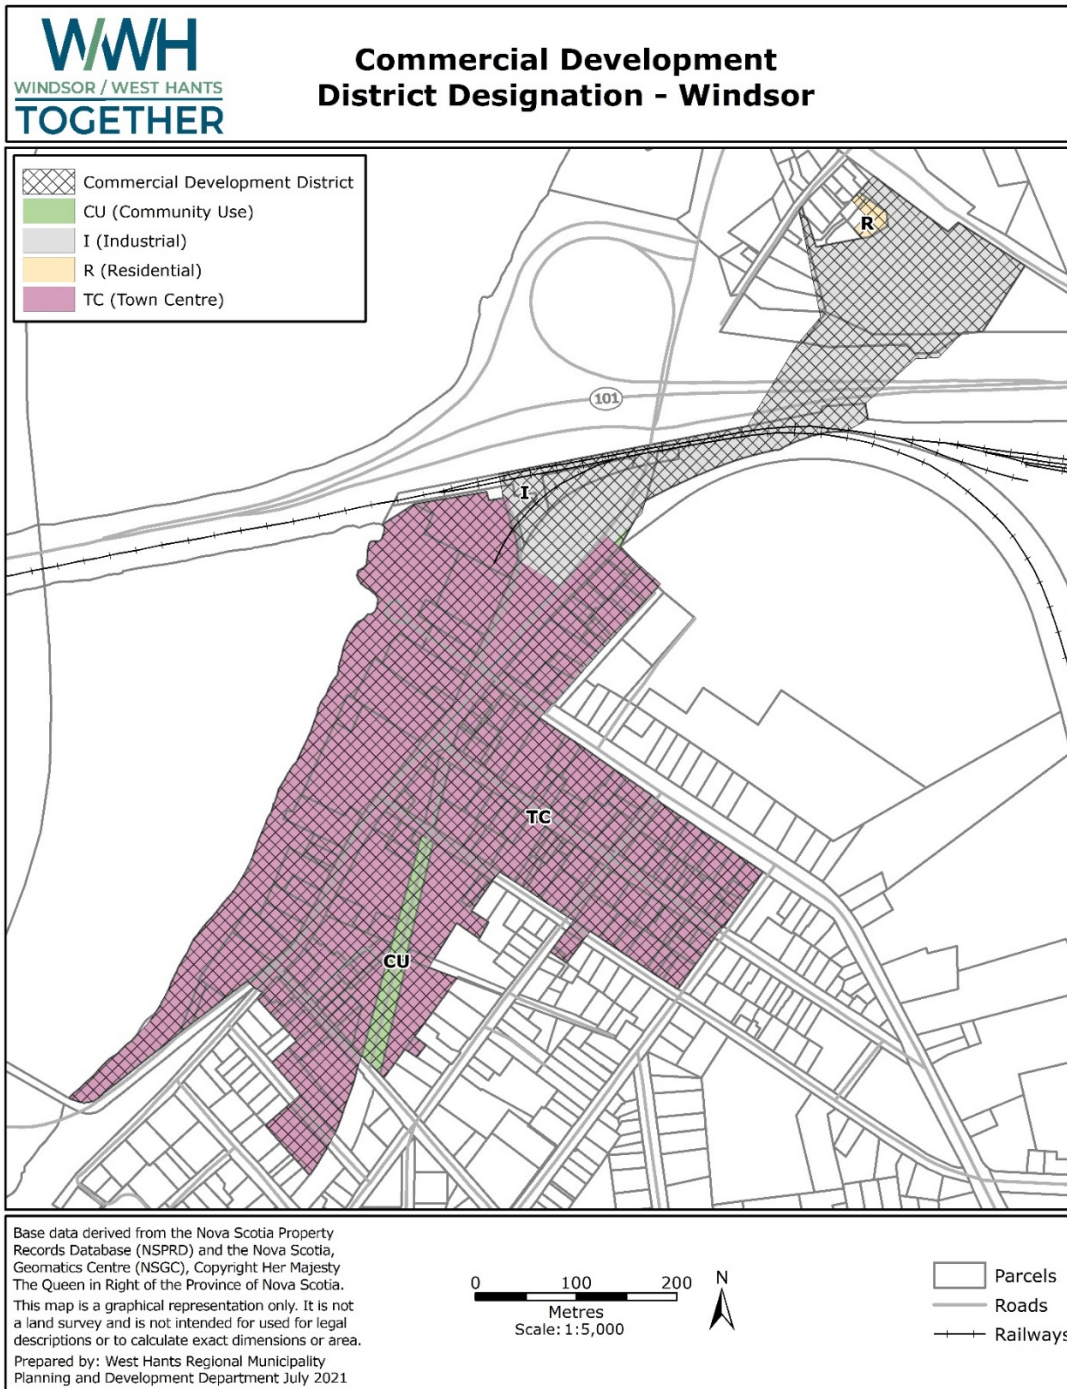 WWH
WINDSOR / WEST HANTS
TOGETHER
Commercial Development
District Designation - Windsor
Commercial Development District
CU (Community Use)
I (Industrial)
R (Residential)
TC (Town Centre)
R
101
I
TC
CU
Base data derived from the Nova Scotia Property
Records Database (NSPRD) and the Nova Scotia,
Geomatics Centre (NSGC), Copyright Her Majesty
The Queen in Right of the Province of Nova Scotia.
This map is a graphical representation only. It is not
a land survey and is not intended for used for legal
descriptions or to calculate exact dimensions or area.
Prepared by: West Hants Regional Municipality
Planning and Development Department July 2021
0 100 200
Metres
Scale: 1:5,000
N
Parcels
Roads
Railways